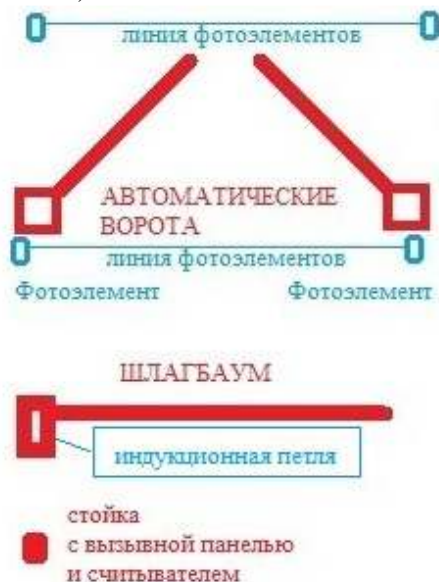 линия фотоэлементов
АВТОМАТИЧЕСКИЕ
ВОРОТА
линия фотоэлементов
Фотоэлемент Фотоэлемент
ШЛАГБАУМ
индукционная петля
стойка
с вызывной панелью
и считывателем